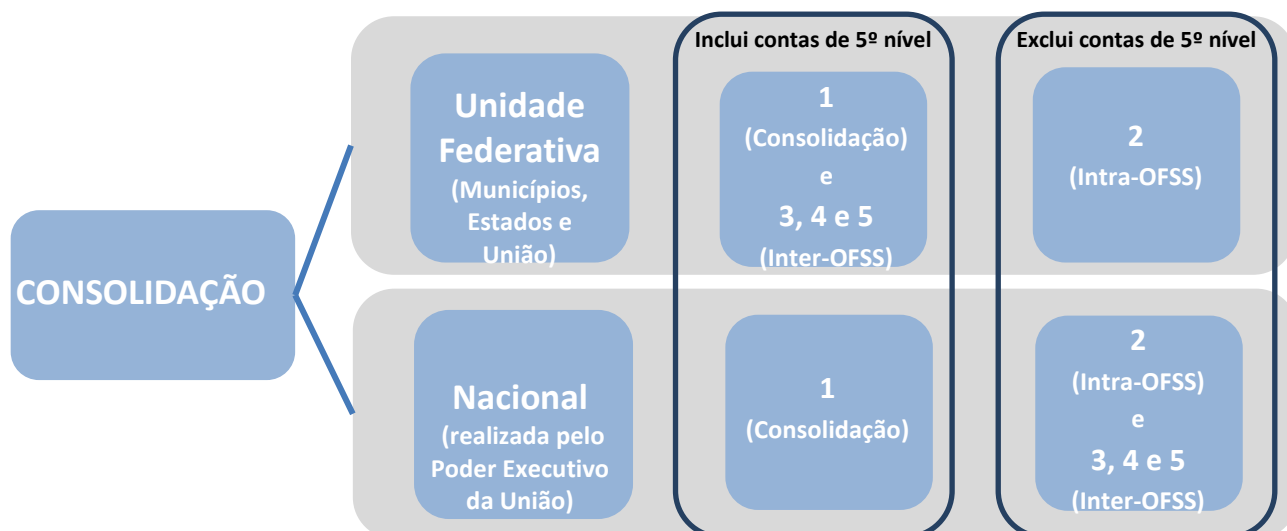 CONSOLIDAÇÃO
Inclui contas de 5º nível
Exclui contas de 5º nível
Unidade
Federativa
(Municípios,
Estados e
União)
1
(Consolidação)
e
3, 4 e 5
(Inter-OFSS)
2
(Intra-OFSS)
Nacional
(realizada pelo
Poder Executivo
da União)
1
(Consolidação)
2
(Intra-OFSS)
e
3, 4 e 5
(Inter-OFSS)